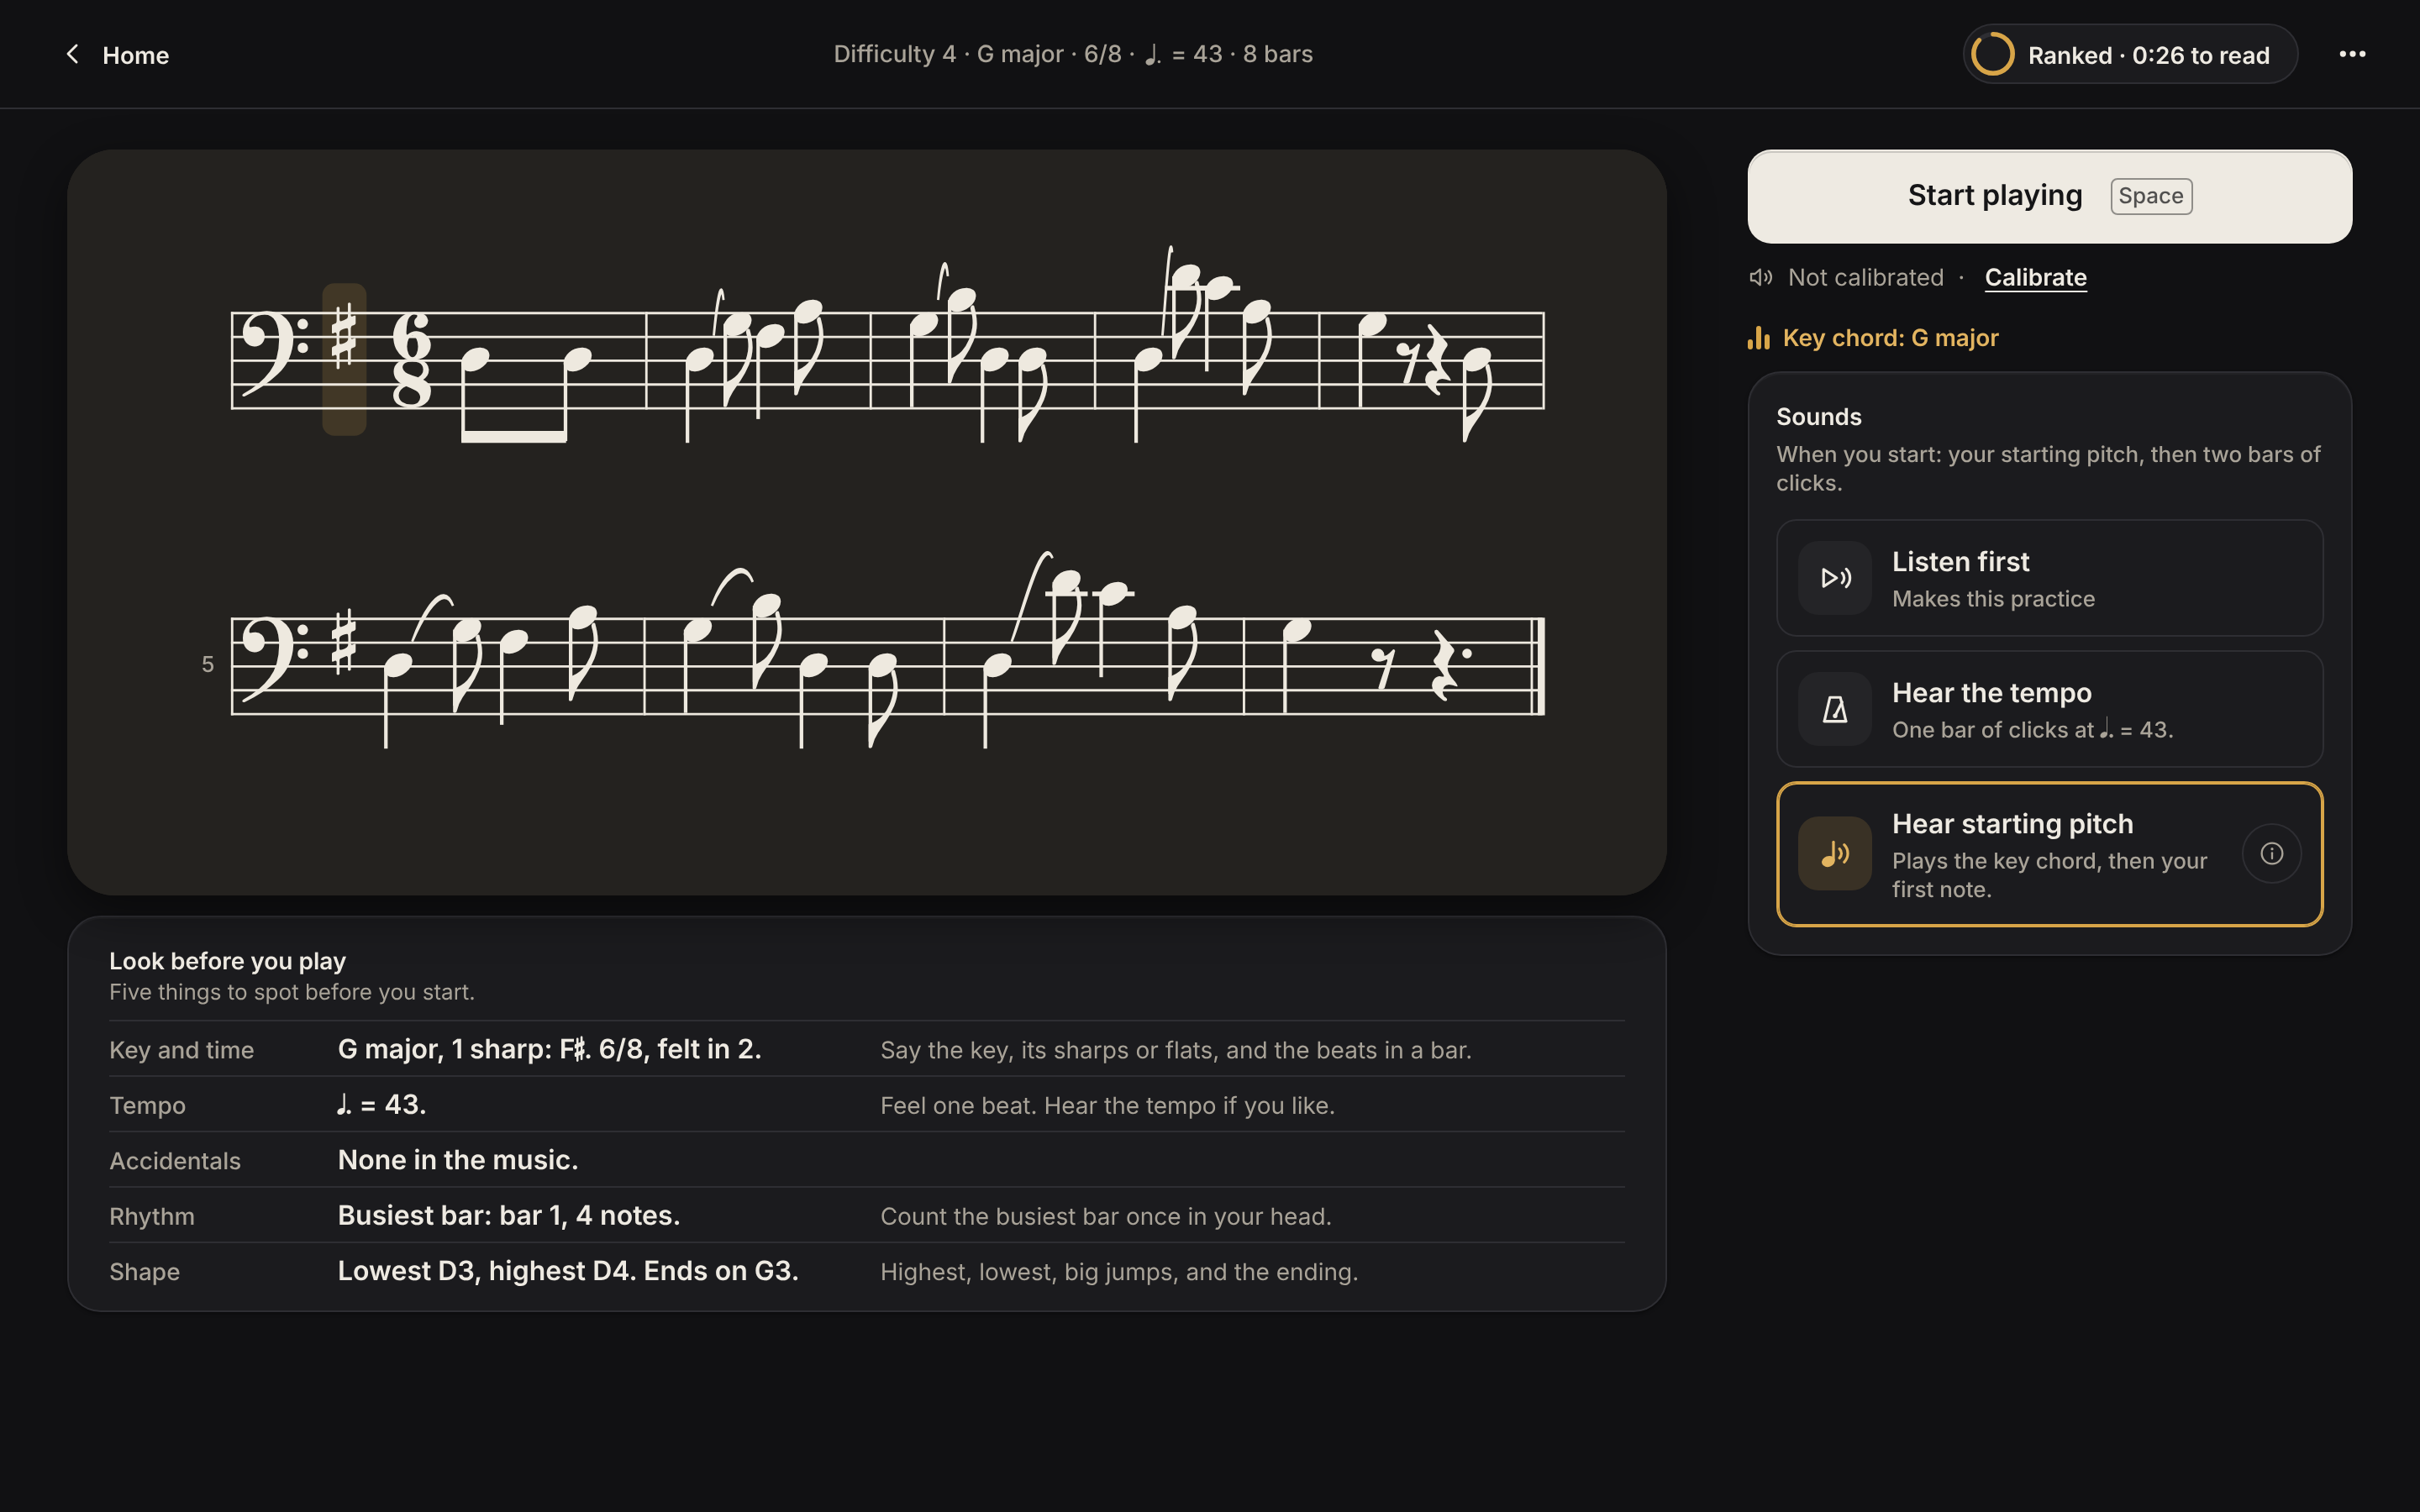 Home
Difficulty 4 · G major · 6/8 · ♩. = 43 · 8 bars
Ranked · 0:26 to read
6
8
5
Start playing Space
Not calibrated · Calibrate
Key chord: G major
Sounds
When you start: your starting pitch, then two bars of
clicks.
Listen first
Makes this practice
Hear the tempo
One bar of clicks at ♩. = 43.
Hear starting pitch
Plays the key chord, then your
first note.
Look before you play
Five things to spot before you start.
Key and time G major, 1 sharp: F♯. 6/8, felt in 2. Say the key, its sharps or flats, and the beats in a bar.
Tempo ♩. = 43. Feel one beat. Hear the tempo if you like.
Accidentals None in the music.
Rhythm Busiest bar: bar 1, 4 notes. Count the busiest bar once in your head.
Shape Lowest D3, highest D4. Ends on G3. Highest, lowest, big jumps, and the ending.